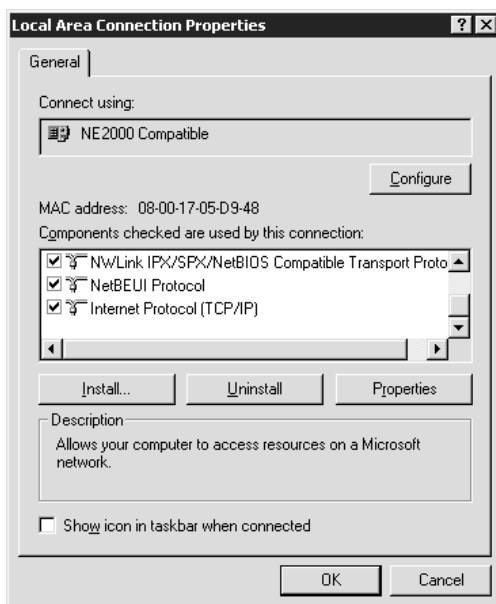 Local Area Connection Properties
General
Connect using:
NE2000 Compatible
Configure
MAC address: 08-00-17-05-D9-48
Components checked are used by this connection:
NWLink IPX/SPX/NetBIOS Compatible Transport Proto
NetBEUI Protocol
Internet Protocol (TCP/IP)
Install...
Uninstall
Properties
Description
Allows your computer to access resources on a Microsoft
network.
Show icon in taskbar when connected
OK
Cancel